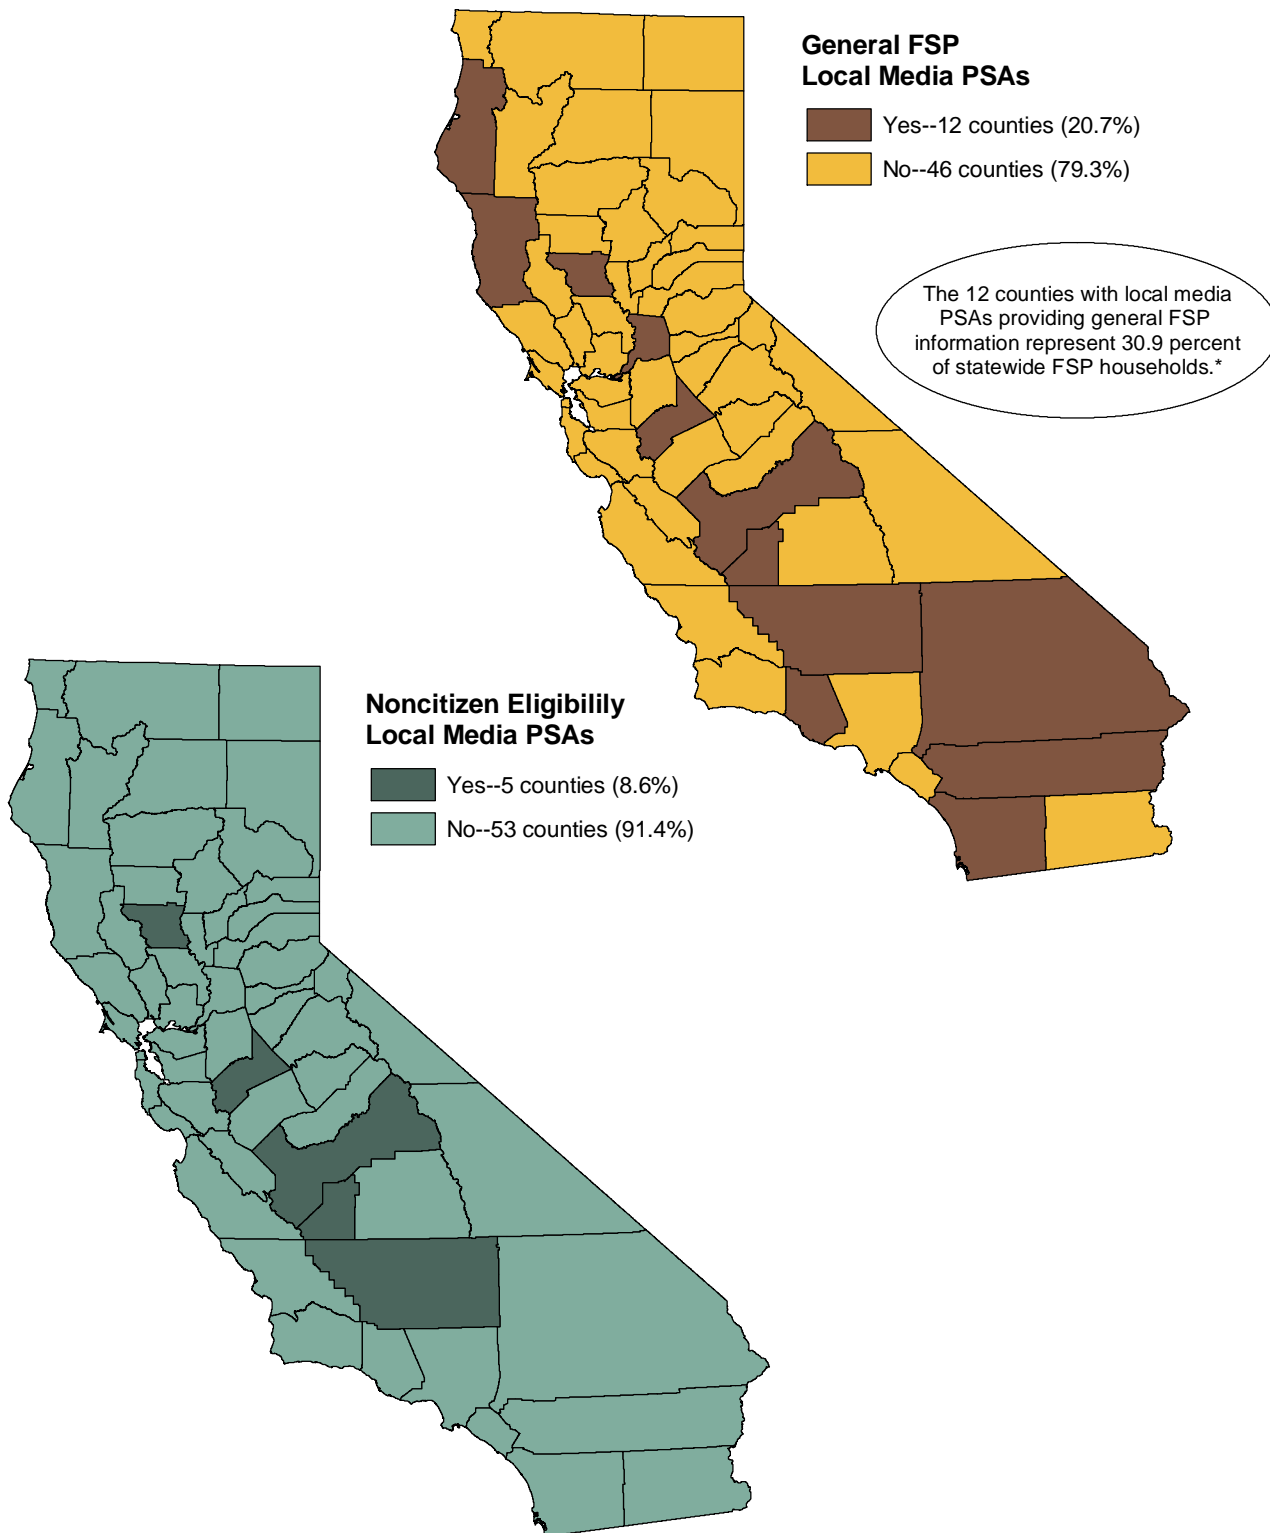 General FSP
Local Media PSAs
Yes--12 counties (20.7%)
No--46 counties (79.3%)
The 12 counties with local media
PSAs providing general FSP
information represent 30.9 percent
of statewide FSP households.*
Noncitizen Eligibilily
Local Media PSAs
Yes--5 counties (8.6%)
No--53 counties (91.4%)